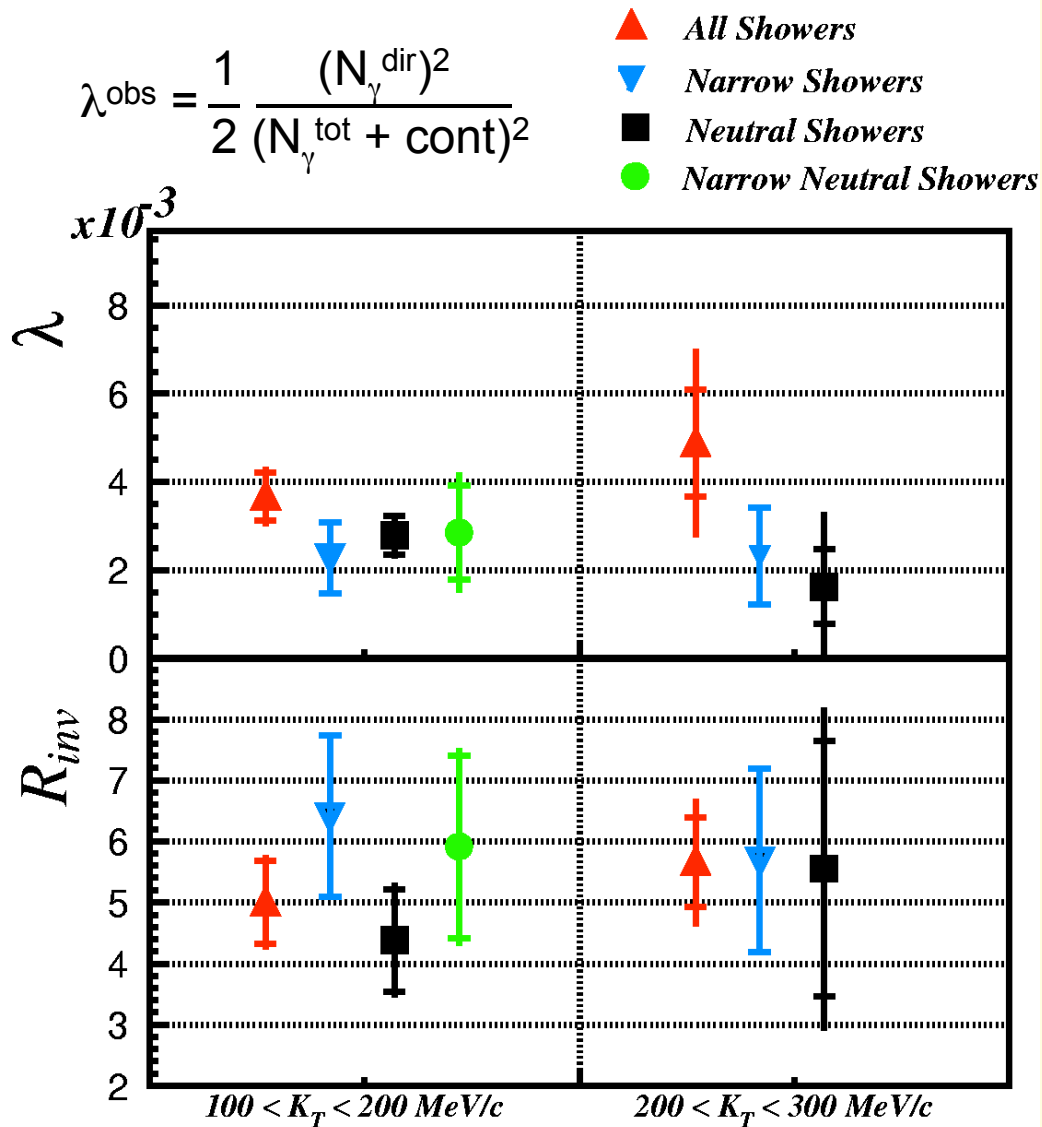 λ^obs = 1/2 (N_γ^dir)^2 / (N_γ^tot + cont)^2
All Showers
Narrow Showers
Neutral Showers
Narrow Neutral Showers
x10^-3
λ
8
6
4
2
0
R_inv
8
7
6
5
4
3
2
100 < K_T < 200 MeV/c
200 < K_T < 300 MeV/c